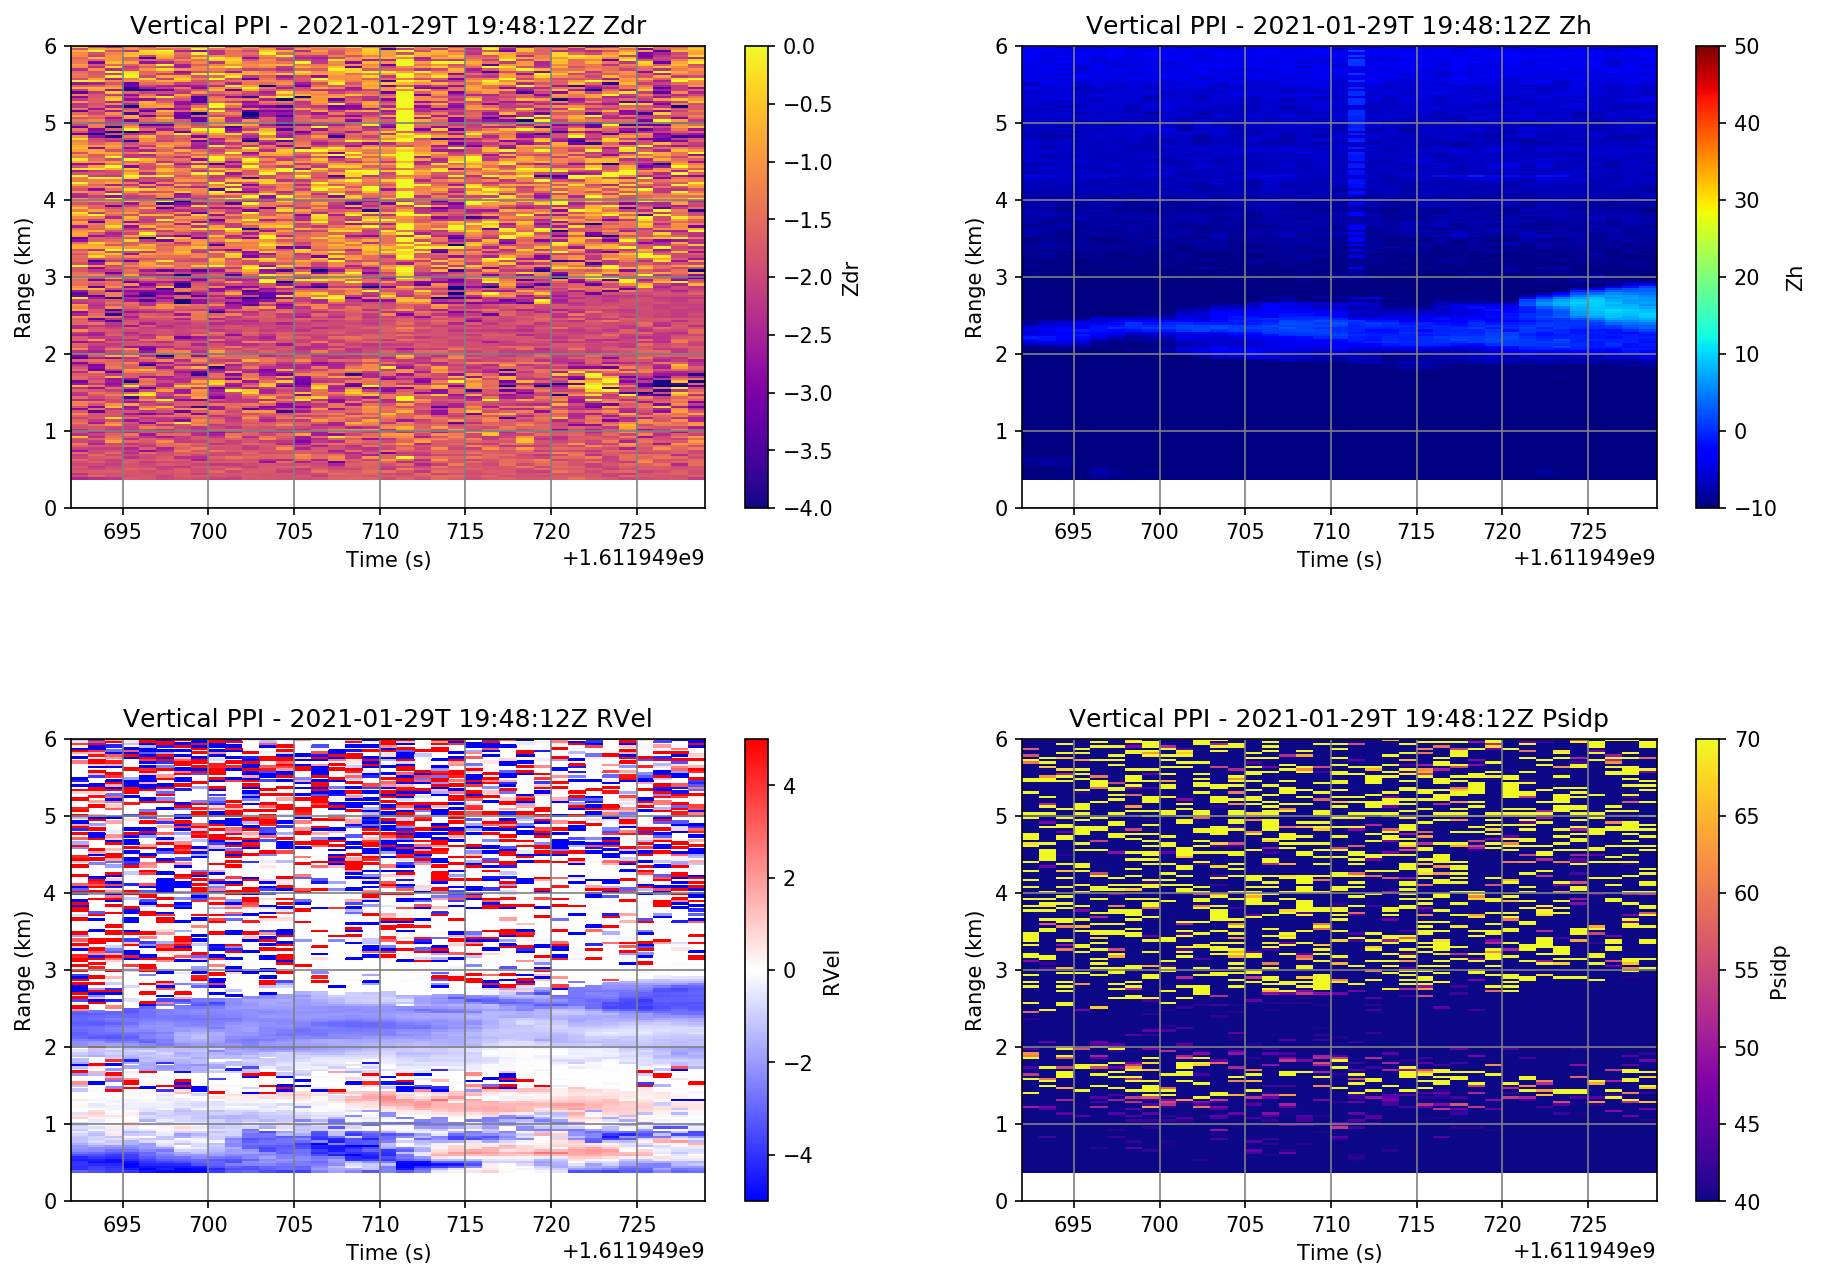 Vertical PPI - 2021-01-29T 19:48:12Z Zdr
6
5
4
3
2
1
0
Range (km)
695 700 705 710 715 720 725
Time (s)
+1.611949e9
0.0
−0.5
−1.0
−1.5
−2.0
−2.5
−3.0
−3.5
−4.0
Zdr
Vertical PPI - 2021-01-29T 19:48:12Z Zh
6
5
4
3
2
1
0
Range (km)
695 700 705 710 715 720 725
Time (s)
+1.611949e9
50
40
30
20
10
0
−10
Zh
Vertical PPI - 2021-01-29T 19:48:12Z RVel
6
5
4
3
2
1
0
Range (km)
695 700 705 710 715 720 725
Time (s)
+1.611949e9
4
2
0
−2
−4
RVel
Vertical PPI - 2021-01-29T 19:48:12Z Psidp
6
5
4
3
2
1
0
Range (km)
695 700 705 710 715 720 725
Time (s)
+1.611949e9
70
65
60
55
50
45
40
Psidp